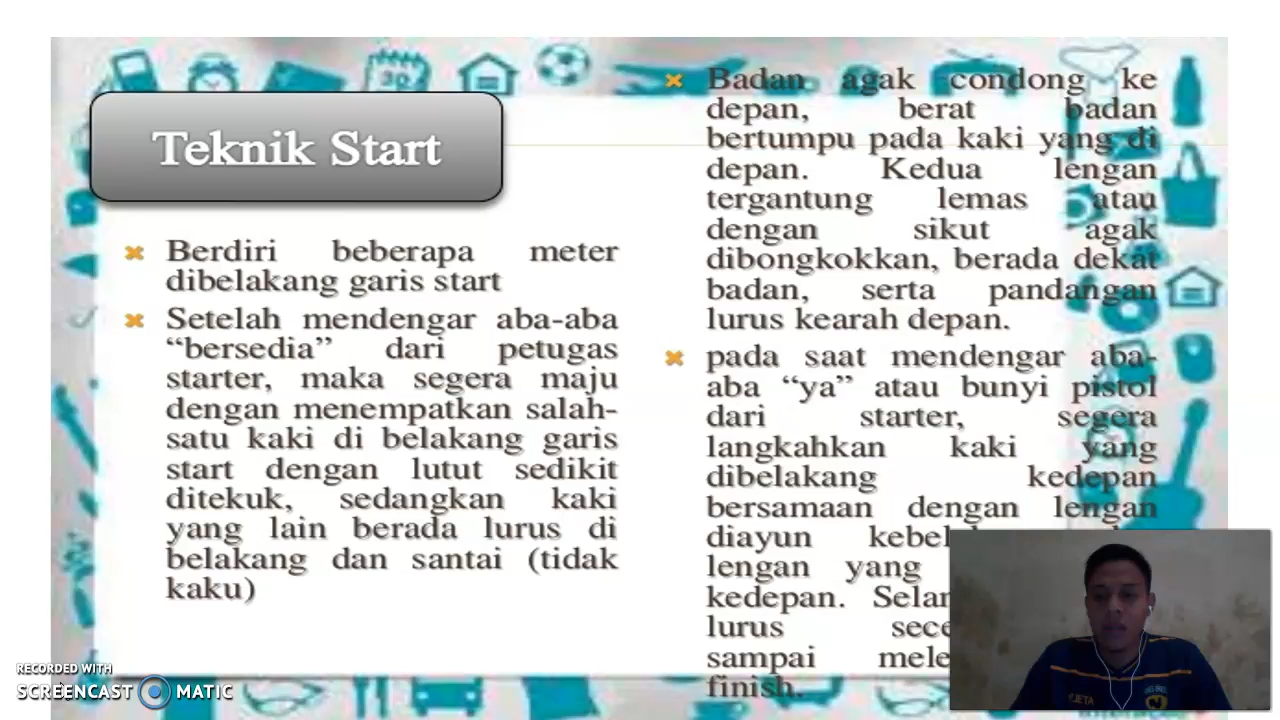 Teknik Start
Berdiri beberapa meter
dibelakang garis start
Setelah mendengar aba-aba
“bersedia” dari petugas
starter, maka segera maju
dengan menempatkan salah-
satu kaki di belakang garis
start dengan lutut sedikit
ditekuk, sedangkan kaki
yang lain berada lurus di
belakang dan santai (tidak
kaku)
Badan agak condong ke
depan, berat badan
bertumpu pada kaki yang di
depan. Kedua lengan
tergantung lemas atau
dengan sikut agak
dibongkokkan, berada dekat
badan, serta pandangan
lurus kearah depan.
pada saat mendengar aba-
aba “ya” atau bunyi pistol
dari starter, segera
langkahkan kaki yang
dibelakang kedepan
bersamaan dengan lengan
diayun
lengan yang
kedepan.
lurus
sampai
finish.
RECORDED WITH
SCREENCAST MATIC